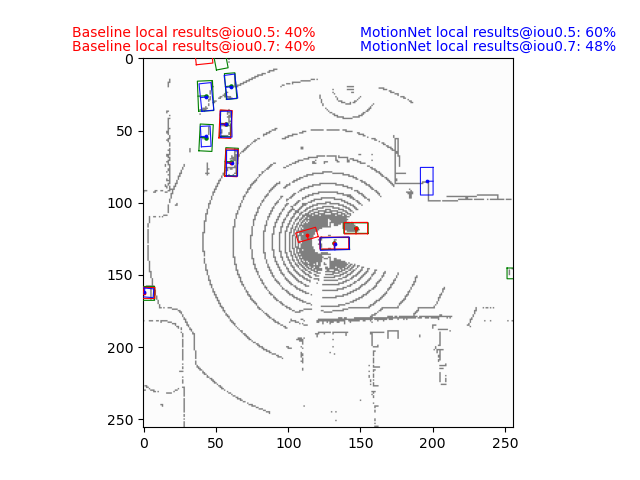 Baseline local results@iou0.5: 40%
Baseline local results@iou0.7: 40%
MotionNet local results@iou0.5: 60%
MotionNet local results@iou0.7: 48%
0
50
100
150
200
250
0 50 100 150 200 250